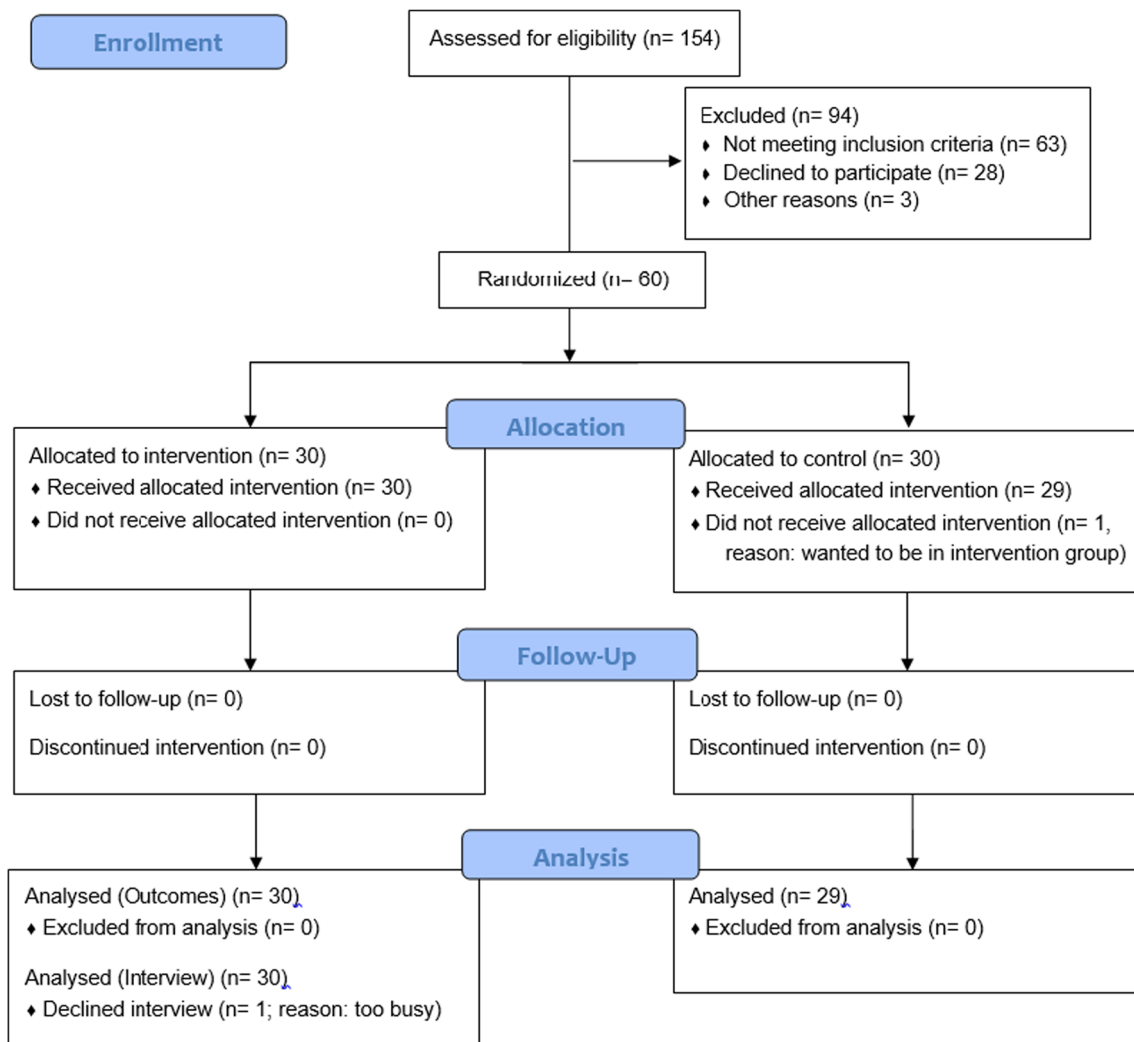 Enrollment
Assessed for eligibility (n= 154)
Excluded (n= 94)
♦ Not meeting inclusion criteria (n= 63)
♦ Declined to participate (n= 28)
♦ Other reasons (n= 3)
Randomized (n= 60)
Allocation
Allocated to intervention (n= 30)
♦ Received allocated intervention (n= 30)
♦ Did not receive allocated intervention (n= 0)
Allocated to control (n= 30)
♦ Received allocated intervention (n= 29)
♦ Did not receive allocated intervention (n= 1,
reason: wanted to be in intervention group)
Follow-Up
Lost to follow-up (n= 0)
Discontinued intervention (n= 0)
Lost to follow-up (n= 0)
Discontinued intervention (n= 0)
Analysis
Analysed (Outcomes) (n= 30)
♦ Excluded from analysis (n= 0)
Analysed (Interview) (n= 30)
♦ Declined interview (n= 1; reason: too busy)
Analysed (n= 29)
♦ Excluded from analysis (n= 0)